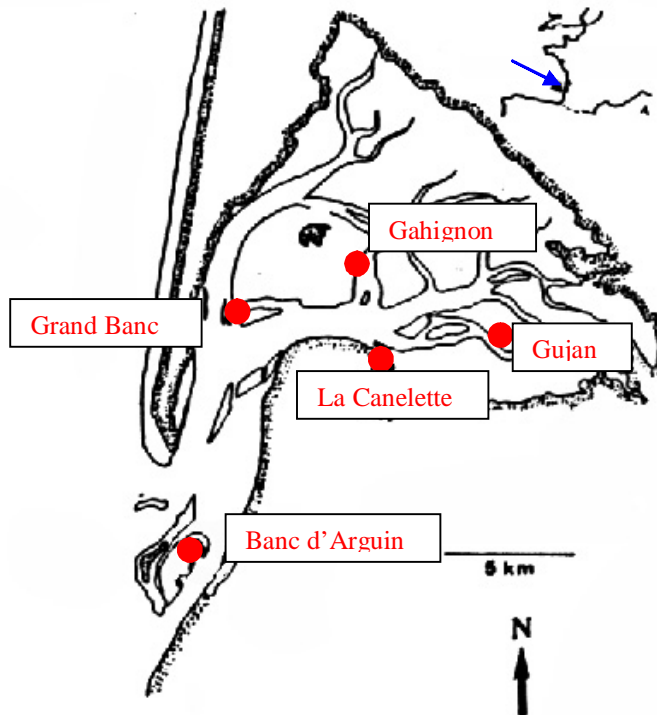 Gahignon
Grand Banc
Gujan
La Canelette
Banc d’Arguin
5 km
N